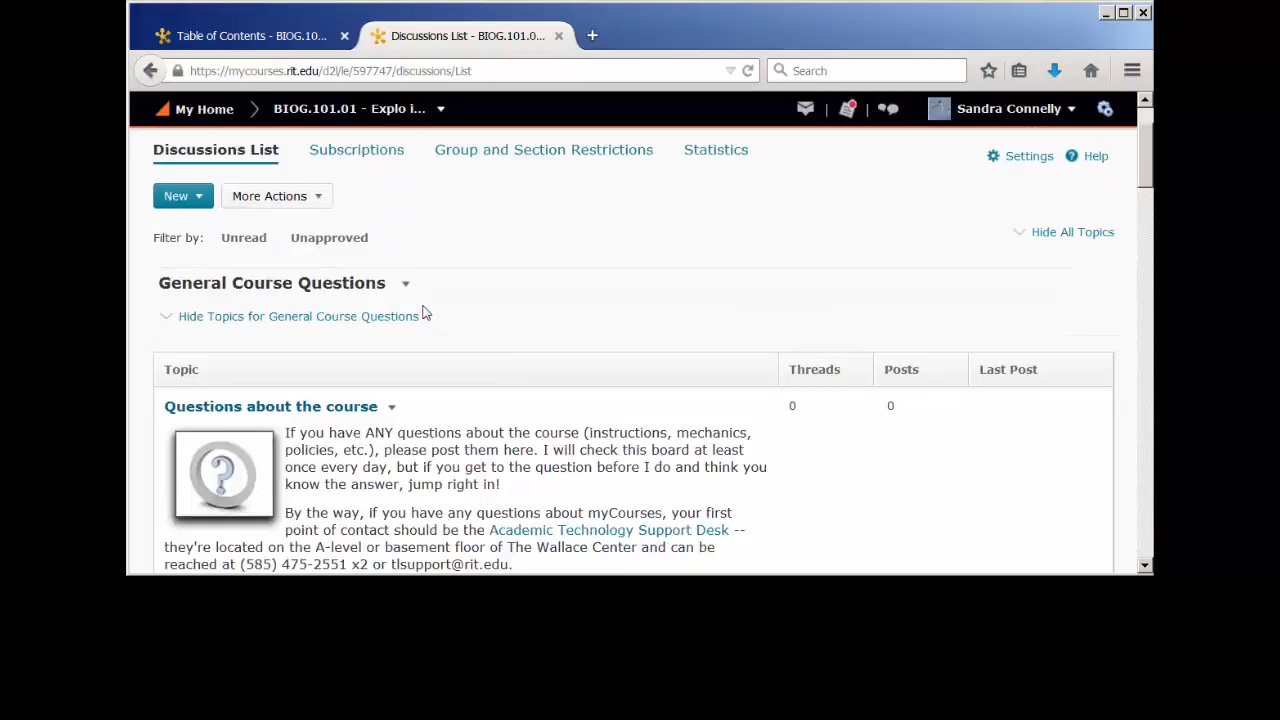 Table of Contents - BIOG.10...
Discussions List - BIOG.101.0...
https://mycourses.rit.edu/d2l/le/597747/discussions/List
Search
My Home
BIOG.101.01 - Explo i...
Sandra Connelly
Discussions List
Subscriptions
Group and Section Restrictions
Statistics
Settings
Help
New
More Actions
Filter by:
Unread
Unapproved
Hide All Topics
General Course Questions
Hide Topics for General Course Questions
Topic
Threads
Posts
Last Post
Questions about the course
0
0
If you have ANY questions about the course (instructions, mechanics,
policies, etc.), please post them here. I will check this board at least
once every day, but if you get to the question before I do and think you
know the answer, jump right in!
By the way, if you have any questions about myCourses, your first
point of contact should be the Academic Technology Support Desk --
they're located on the A-level or basement floor of The Wallace Center and can be
reached at (585) 475-2551 x2 or tlsupport@rit.edu.